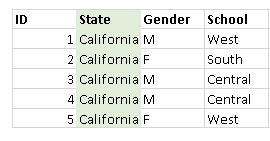 ID State Gender School
1 California M West
2 California F South
3 California M Central
4 California M Central
5 California F West